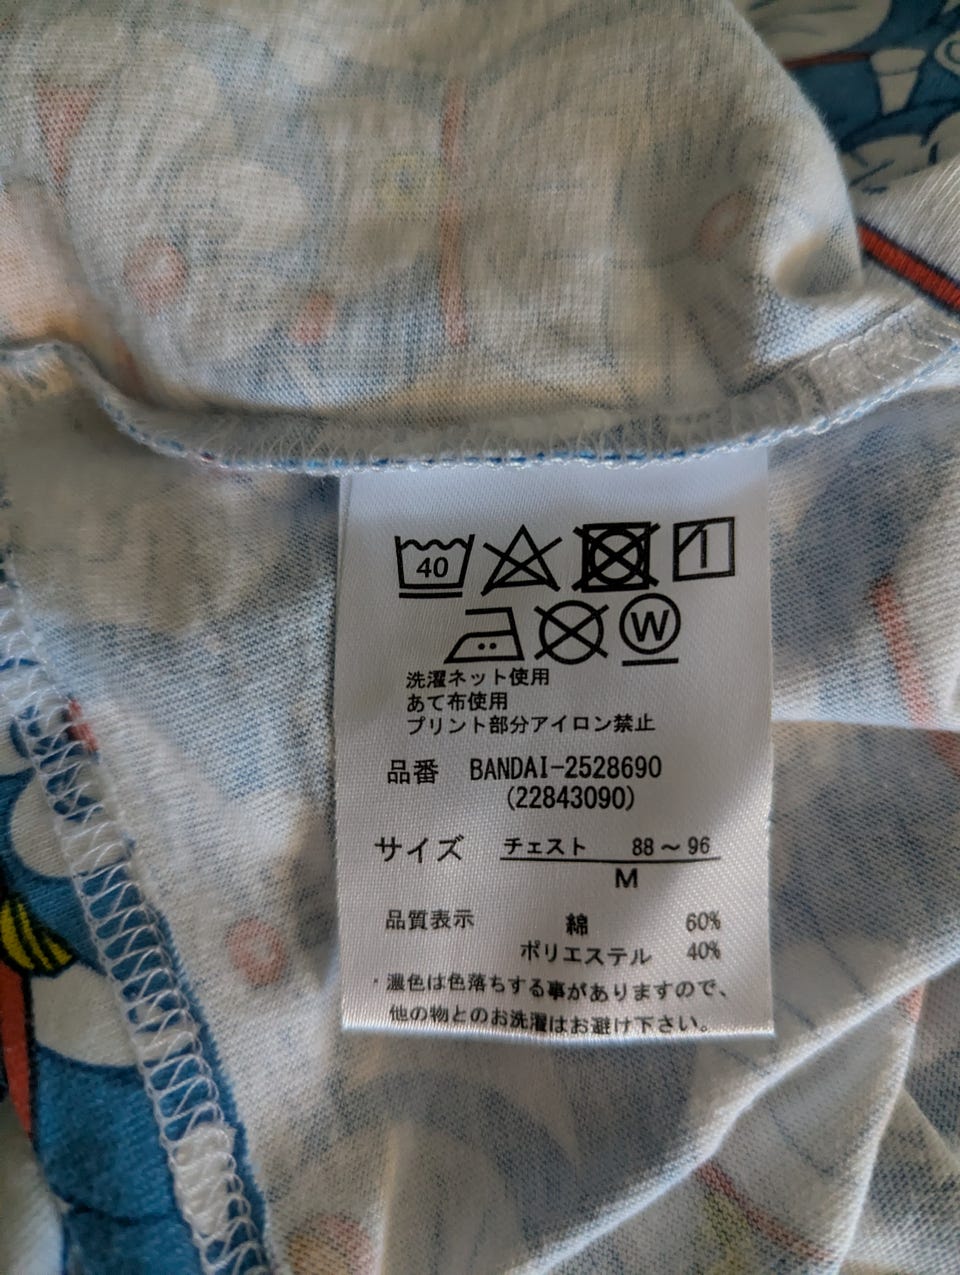 40
W
洗濯ネット使用
あて布使用
プリント部分アイロン禁止
品番 BANDAI-2528690
(22843090)
サイズ チェスト 88～96
M
品質表示 綿 60%
ポリエステル 40%
・濃色は色落ちする事がありますので、
他の物とのお洗濯はお避け下さい。